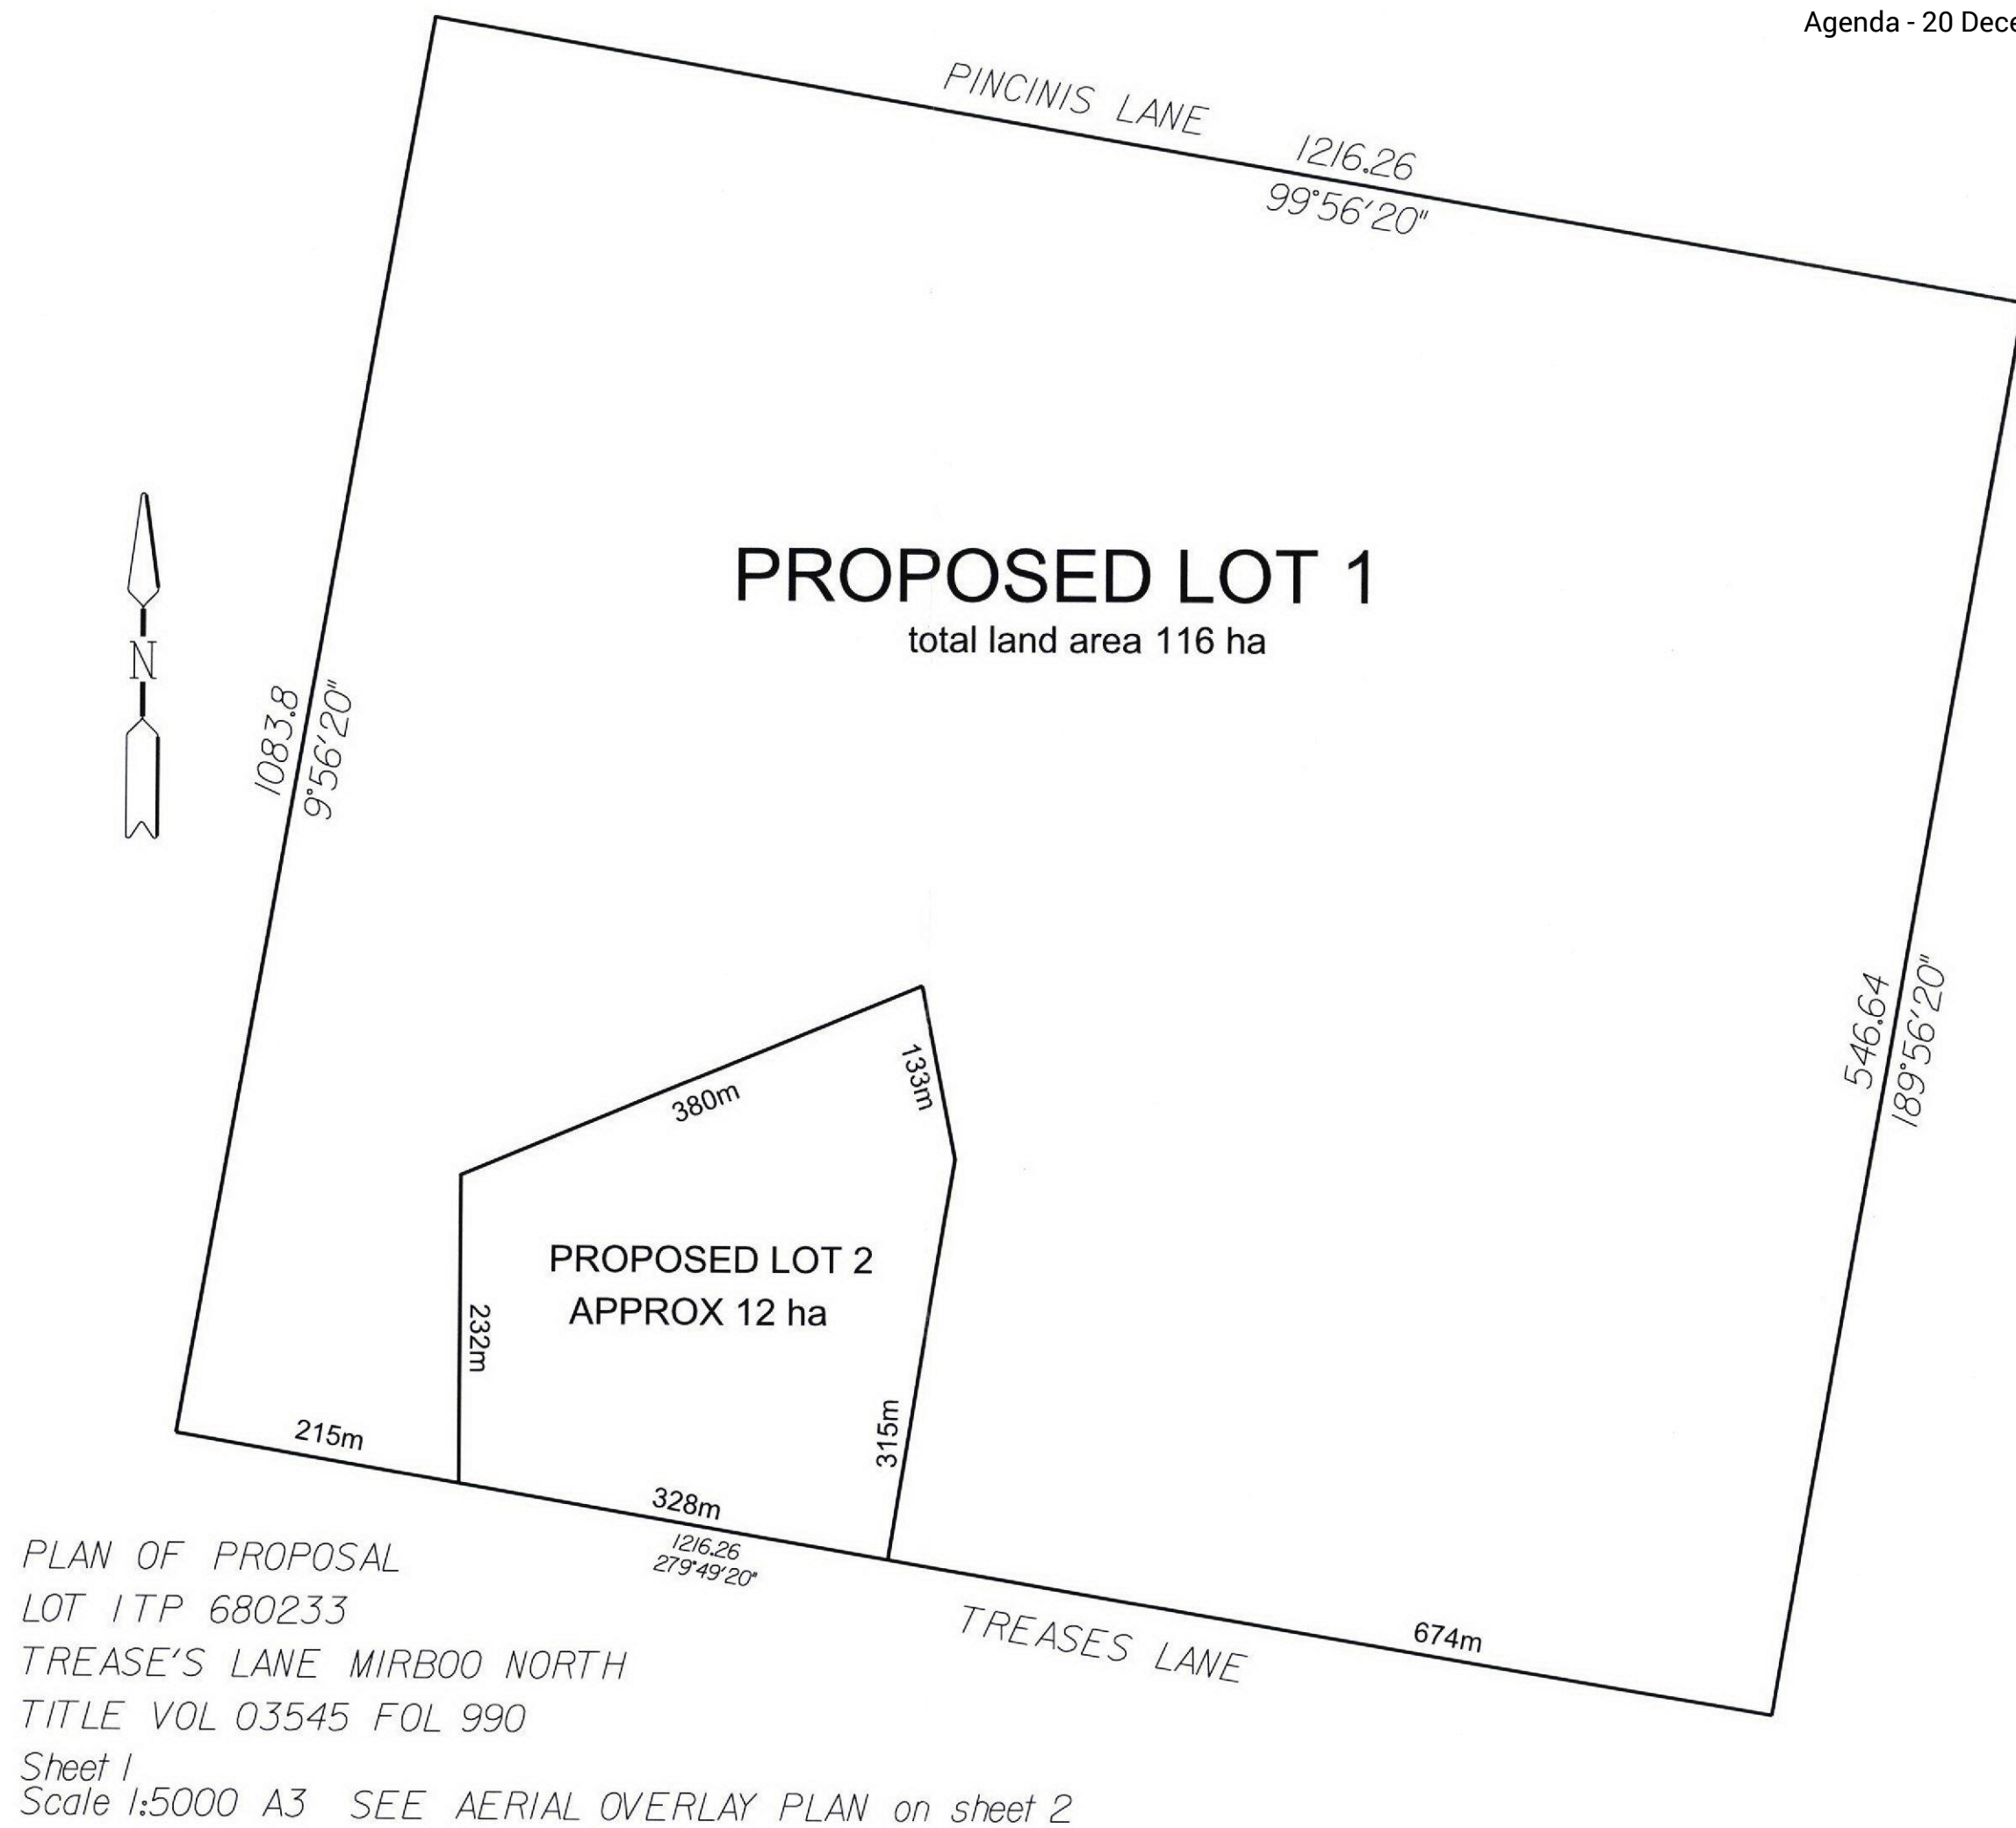 Agenda - 20 Dece
PINCINIS LANE
1216.26
99°56'20"
PROPOSED LOT 1
total land area 116 ha
N
1083.8
9°56'20"
546.64
189°56'20"
380m
133m
PROPOSED LOT 2
APPROX 12 ha
232m
315m
215m
328m
1216.26
279°49'20"
TREASES LANE
674m
PLAN OF PROPOSAL
LOT 1 TP 680233
TREASE'S LANE MIRBOO NORTH
TITLE VOL 03545 FOL 990
Sheet 1
Scale 1:5000 A3 SEE AERIAL OVERLAY PLAN on sheet 2